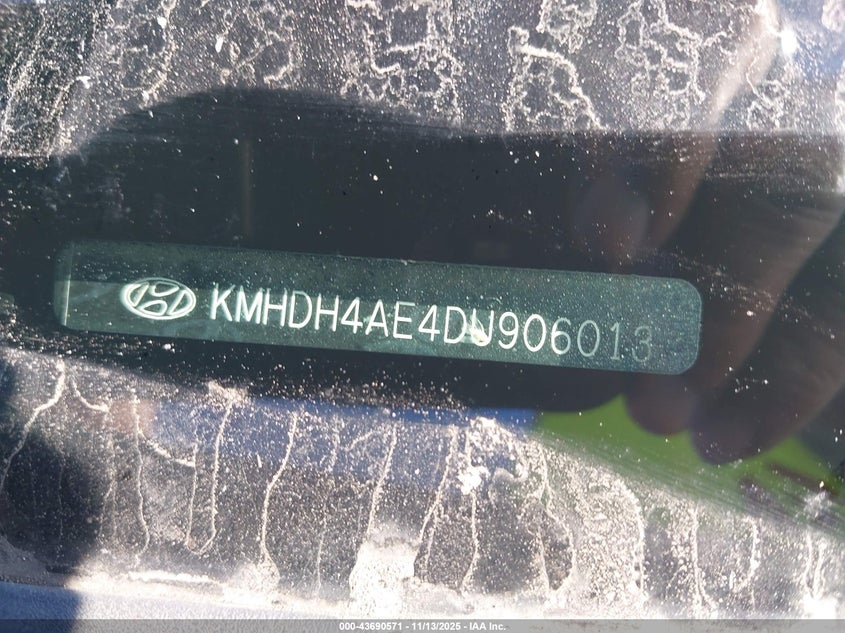 KMHDH4AE4DU906013
000-43690571 - 11/13/2025 - IAA Inc.